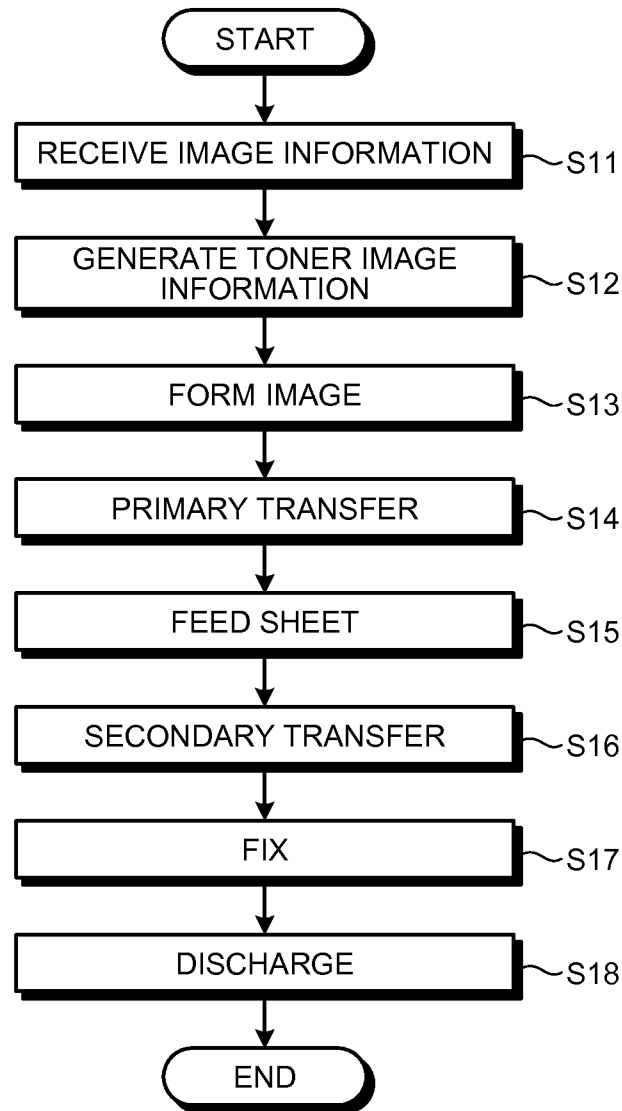 START
RECEIVE IMAGE INFORMATION
S11
GENERATE TONER IMAGE
INFORMATION
S12
FORM IMAGE
S13
PRIMARY TRANSFER
S14
FEED SHEET
S15
SECONDARY TRANSFER
S16
FIX
S17
DISCHARGE
S18
END